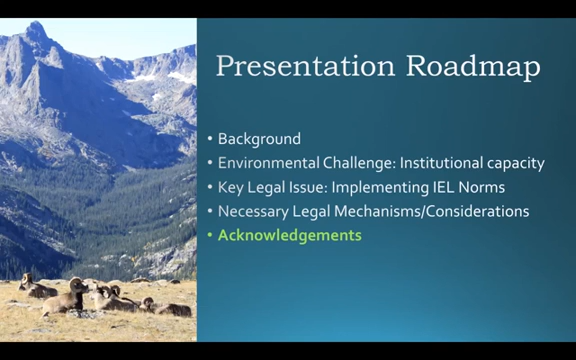 Presentation Roadmap
• Background
• Environmental Challenge: Institutional capacity
• Key Legal Issue: Implementing IEL Norms
• Necessary Legal Mechanisms/Considerations
• Acknowledgements